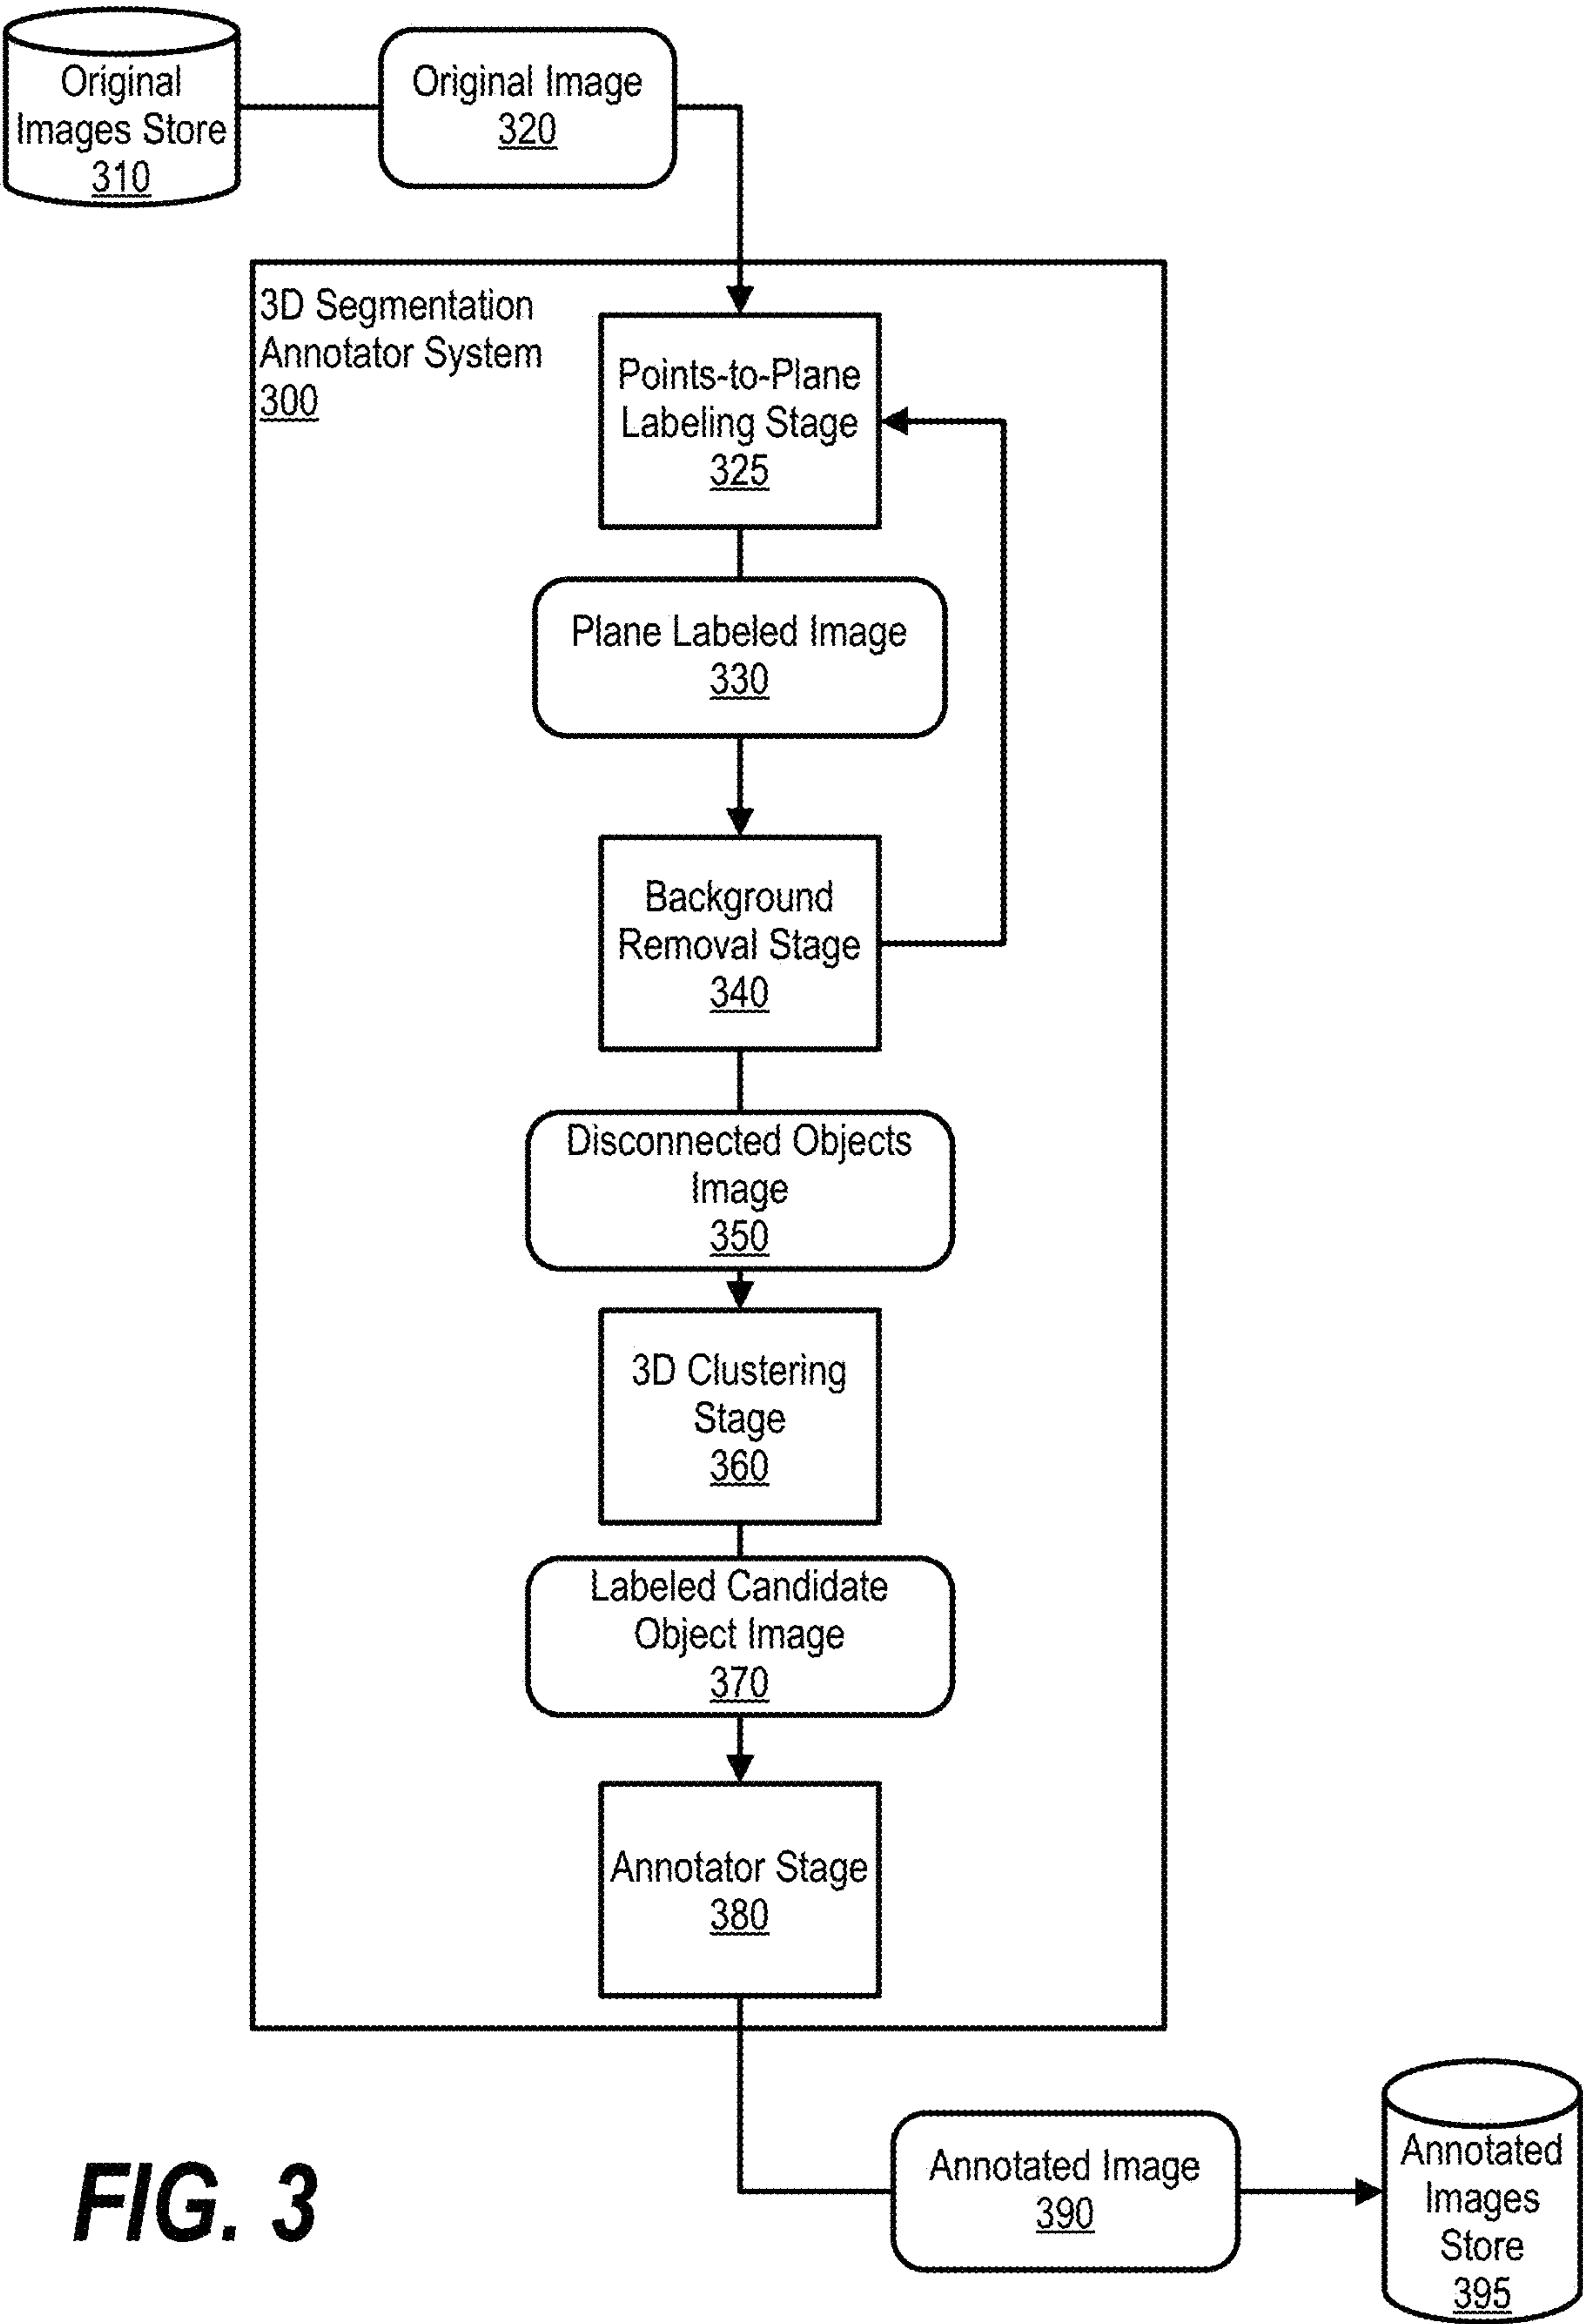 Original
Images Store
310
Original Image
320
3D Segmentation
Annotator System
300
Points-to-Plane
Labeling Stage
325
Plane Labeled Image
330
Background
Removal Stage
340
Disconnected Objects
Image
350
3D Clustering
Stage
360
Labeled Candidate
Object Image
370
Annotator Stage
380
Annotated Image
390
Annotated
Images
Store
395
FIG. 3